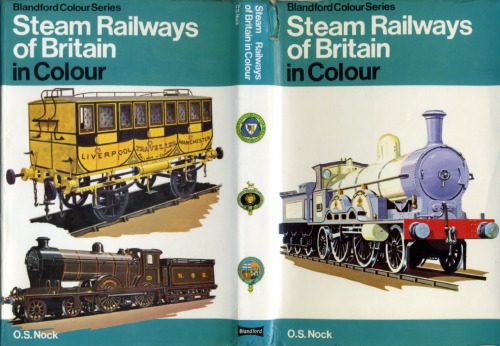 Blandford Colour Series
Steam Railways
of Britain
in Colour
LIVERPOOL TRAVELLER MANCHESTER
O.S. Nock
O.S. Nock
Steam Railways
of Britain in Colour
Blandford
Blandford Colour Series
Steam Railways
of Britain
in Colour
O.S. Nock